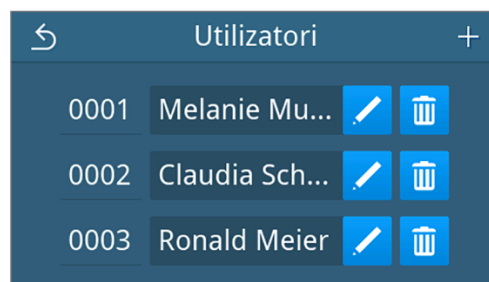 Utilizatori
0001 Melanie Mu...
0002 Claudia Sch...
0003 Ronald Meier